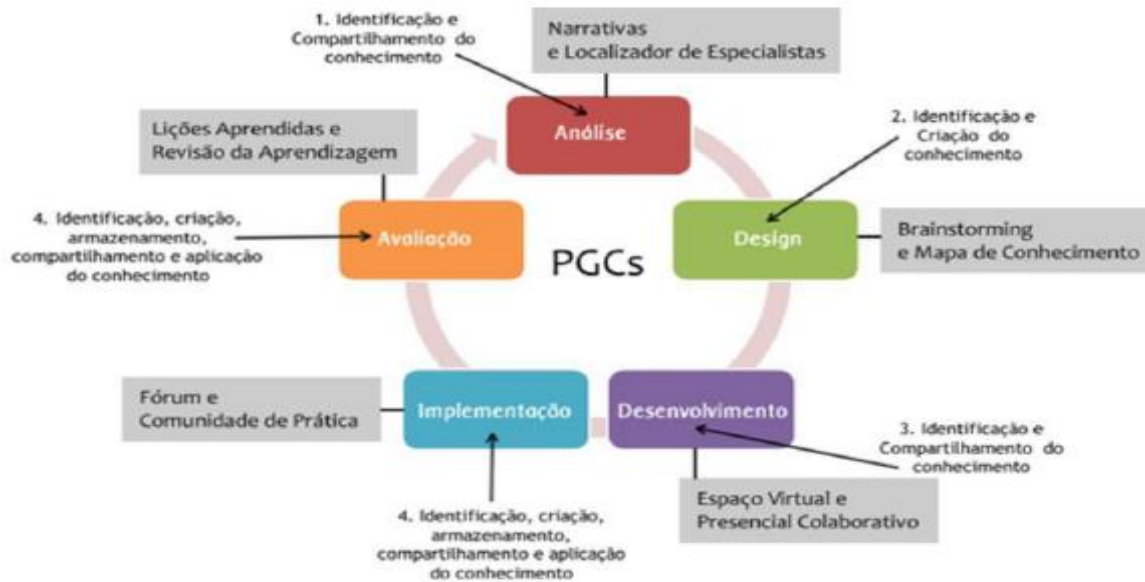 1. Identificação e
Compartilhamento do
conhecimento
Narrativas
e Localizador de Especialistas
Análise
2. Identificação e
Criação do
conhecimento
Design
Brainstorming
e Mapa de Conhecimento
PGCs
Desenvolvimento
3. Identificação e
Compartilhamento do
conhecimento
Espaço Virtual e
Presencial Colaborativo
Implementação
Fórum e
Comunidade de Prática
4. Identificação, criação,
armazenamento,
compartilhamento e aplicação
do conhecimento
Avaliação
Lições Aprendidas e
Revisão da Aprendizagem
4. Identificação, criação,
armazenamento,
compartilhamento e aplicação
do conhecimento